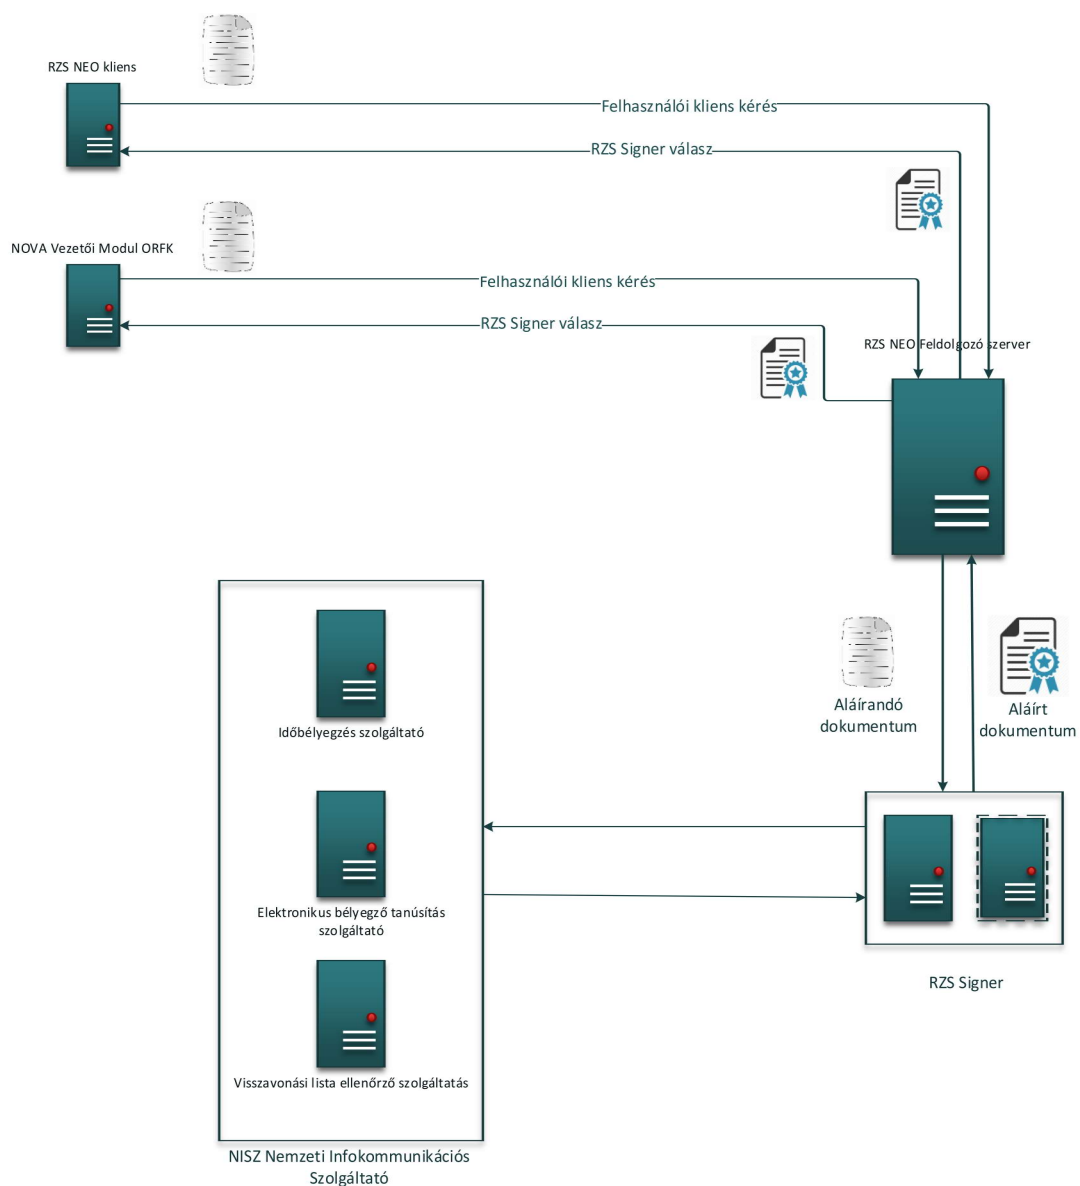 RZS NEO kliens
Felhasználói kliens kérés
RZS Signer válasz
NOVA Vezetői Modul ORFK
Felhasználói kliens kérés
RZS Signer válasz
RZS NEO Feldolgozó szerver
Aláírandó
dokumentum
Aláírt
dokumentum
Időbélyegzés szolgáltató
Elektronikus bélyegző tanúsítás
szolgáltató
RZS Signer
Visszavonási lista ellenőrző szolgáltatás
NISZ Nemzeti Infokommunikációs
Szolgáltató